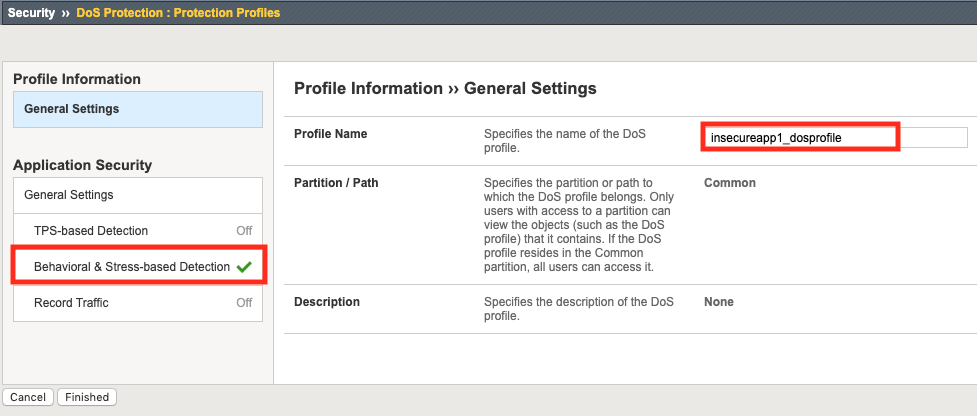 Security ›› DoS Protection : Protection Profiles
Profile Information
General Settings
Application Security
General Settings
TPS-based Detection Off
Behavioral & Stress-based Detection
Record Traffic Off
Profile Information ›› General Settings
Profile Name
Specifies the name of the DoS
profile.
insecureapp1_dosprofile
Partition / Path
Specifies the partition or path to
which the DoS profile belongs. Only
users with access to a partition can
view the objects (such as the DoS
profile) that it contains. If the DoS
profile resides in the Common
partition, all users can access it.
Common
Description
Specifies the description of the DoS
profile.
None
Cancel Finished